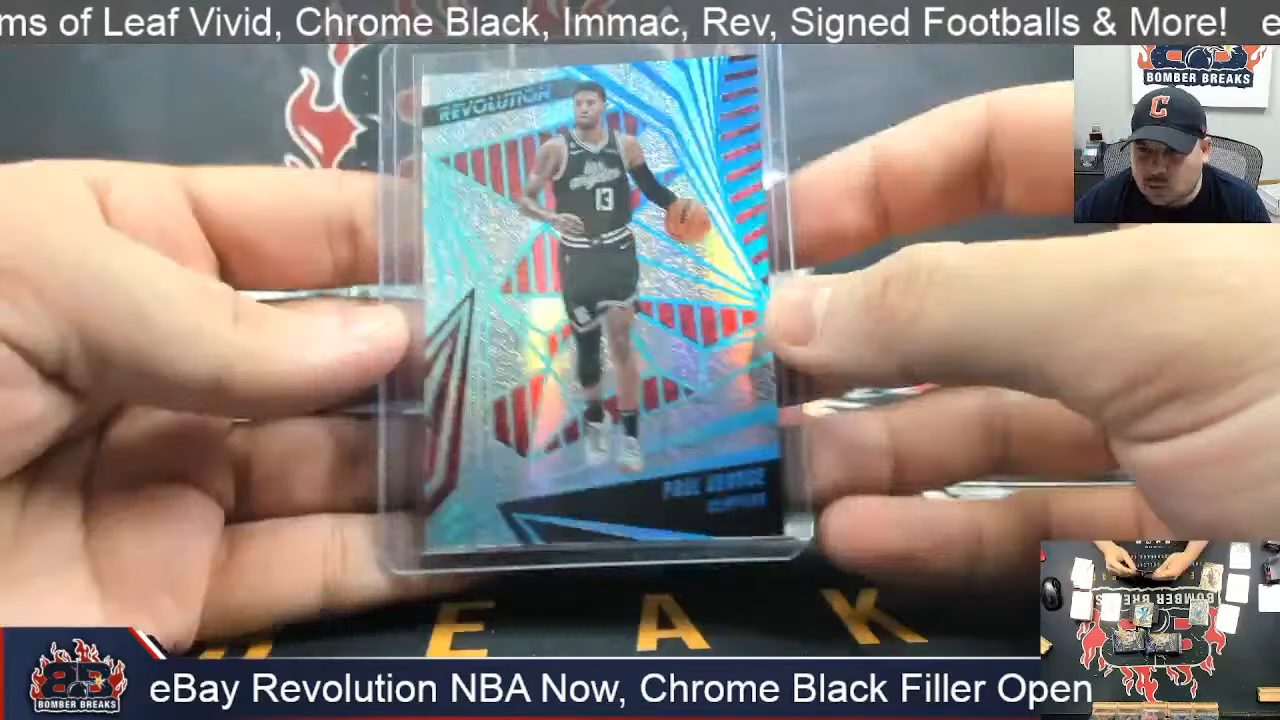 ms of Leaf Vivid, Chrome Black, Immac, Rev, Signed Footballs & More!
BOMBER BREAKS
C
REVOLUTION
13
PAUL GEORGE
E A K
BOMBER BREAKS
BOMBER BREAKS
eBay Revolution NBA Now, Chrome Black Filler Open